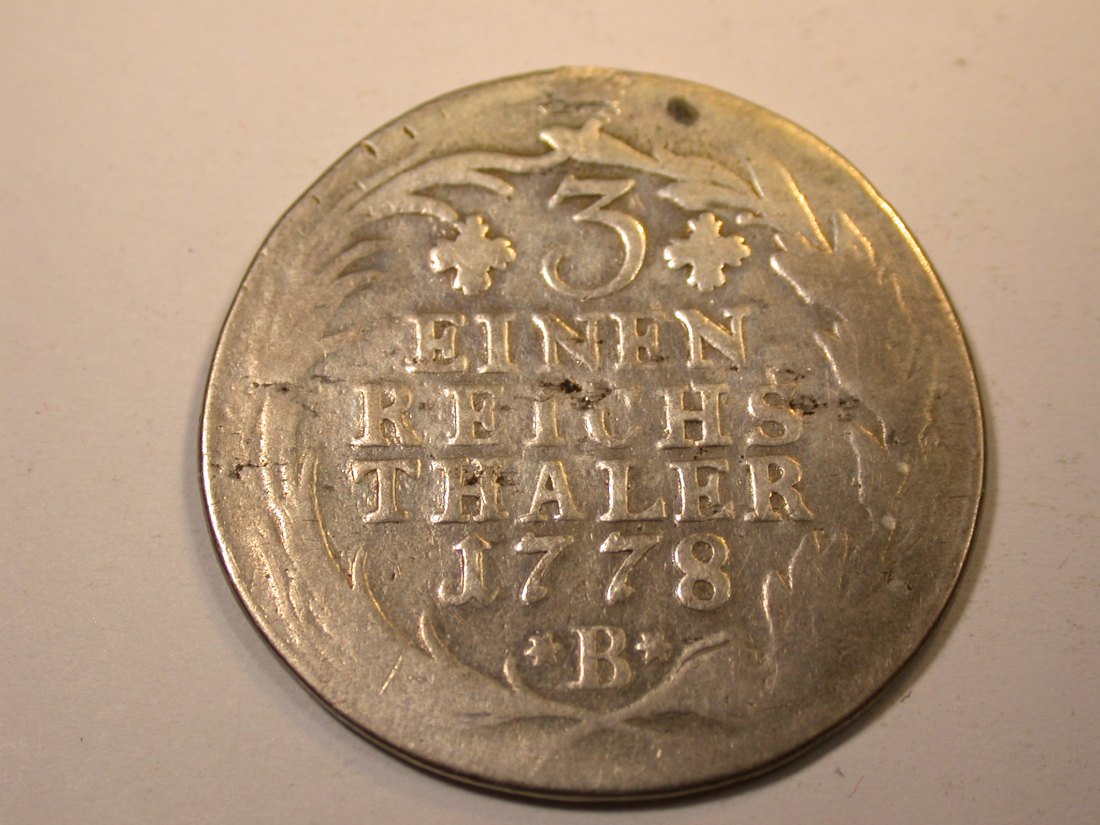 3
EINEN
REICHS
THALER
1778
*B*